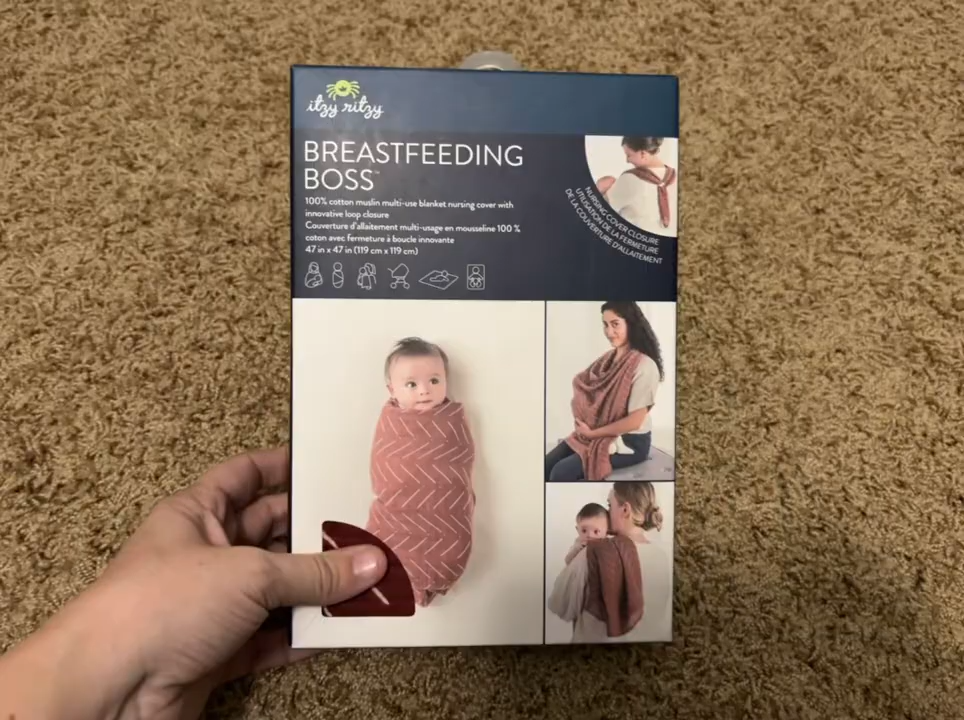 itzy ritzy
BREASTFEEDING
BOSS™
100% cotton muslin multi-use blanket nursing cover with
innovative loop closure
Couverture d'allaitement multi-usage en mousseline 100 %
coton avec fermeture à boucle innovante
47 in x 47 in (119 cm x 119 cm)
NURSING COVER CLOSURE
UTILISATION DE LA FERMETURE
DE LA COUVERTURE D'ALLAITEMENT